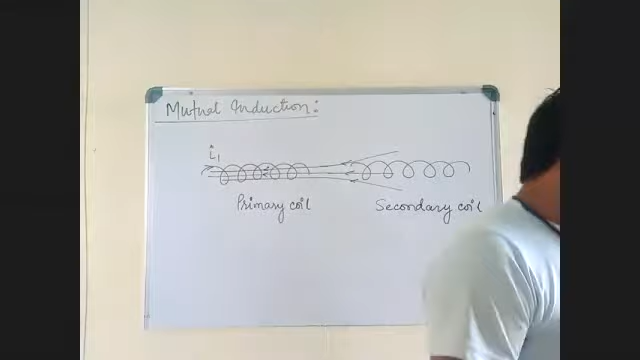 Mutual Induction:
i₁
Primary coil
Secondary coil